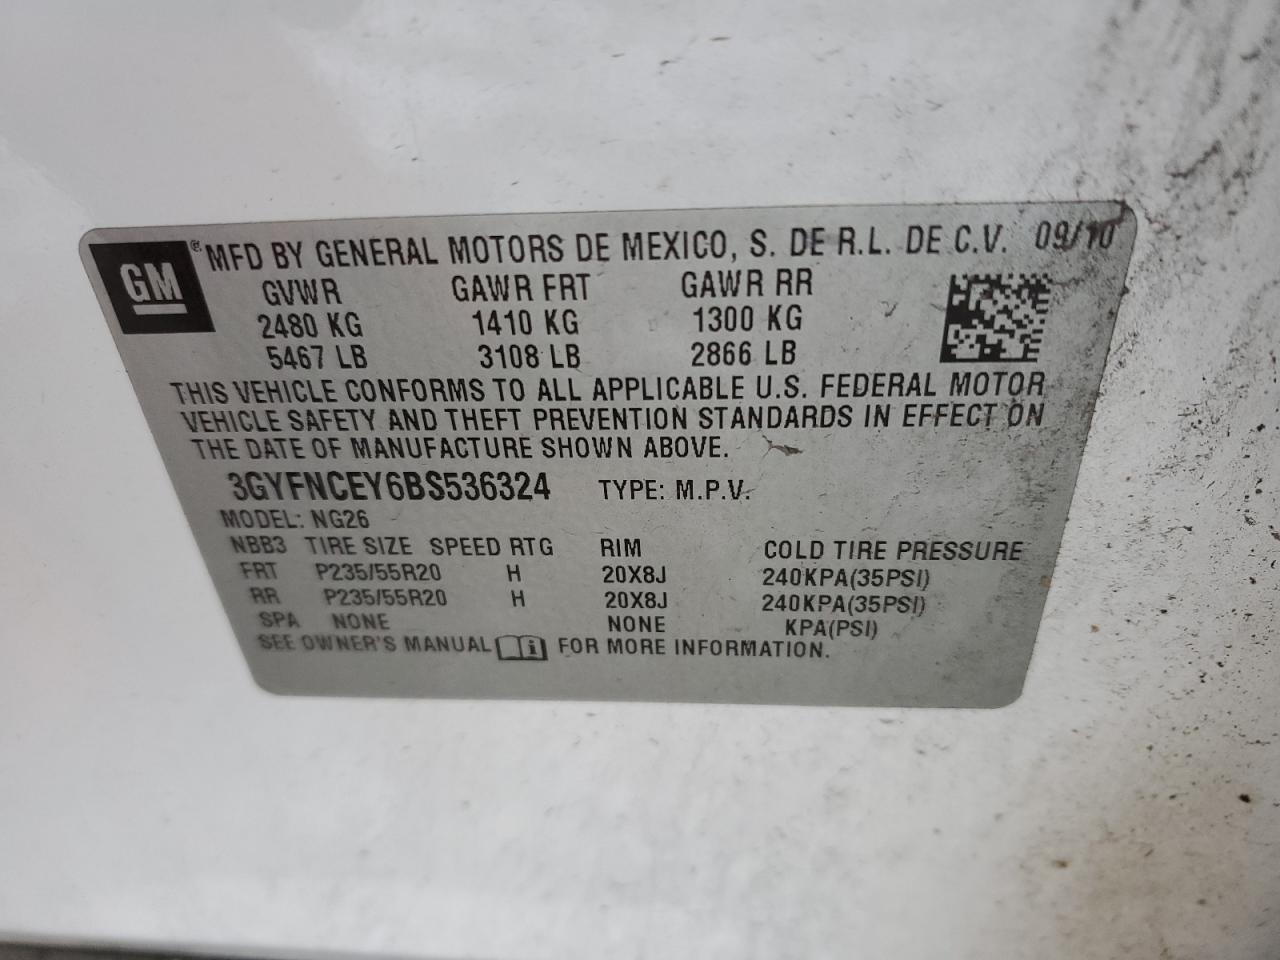 GM ® MFD BY GENERAL MOTORS DE MEXICO, S. DE R.L. DE C.V. 09/10
GVWR GAWR FRT GAWR RR
2480 KG 1410 KG 1300 KG
5467 LB 3108 LB 2866 LB
THIS VEHICLE CONFORMS TO ALL APPLICABLE U.S. FEDERAL MOTOR
VEHICLE SAFETY AND THEFT PREVENTION STANDARDS IN EFFECT ON
THE DATE OF MANUFACTURE SHOWN ABOVE.
3GYFNCEY6BS536324 TYPE: M.P.V.
MODEL: NG26
NBB3 TIRE SIZE SPEED RTG RIM COLD TIRE PRESSURE
FRT P235/55R20 H 20X8J 240KPA(35PSI)
RR P235/55R20 H 20X8J 240KPA(35PSI)
SPA NONE NONE KPA(PSI)
SEE OWNER'S MANUAL i FOR MORE INFORMATION.